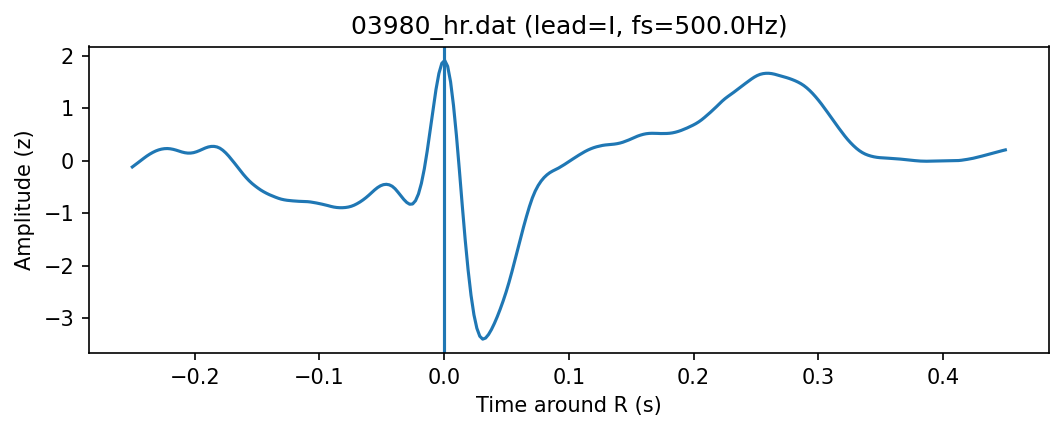 03980_hr.dat (lead=I, fs=500.0Hz)
2
1
0
−1
−2
−3
Amplitude (z)
−0.2 −0.1 0.0 0.1 0.2 0.3 0.4
Time around R (s)